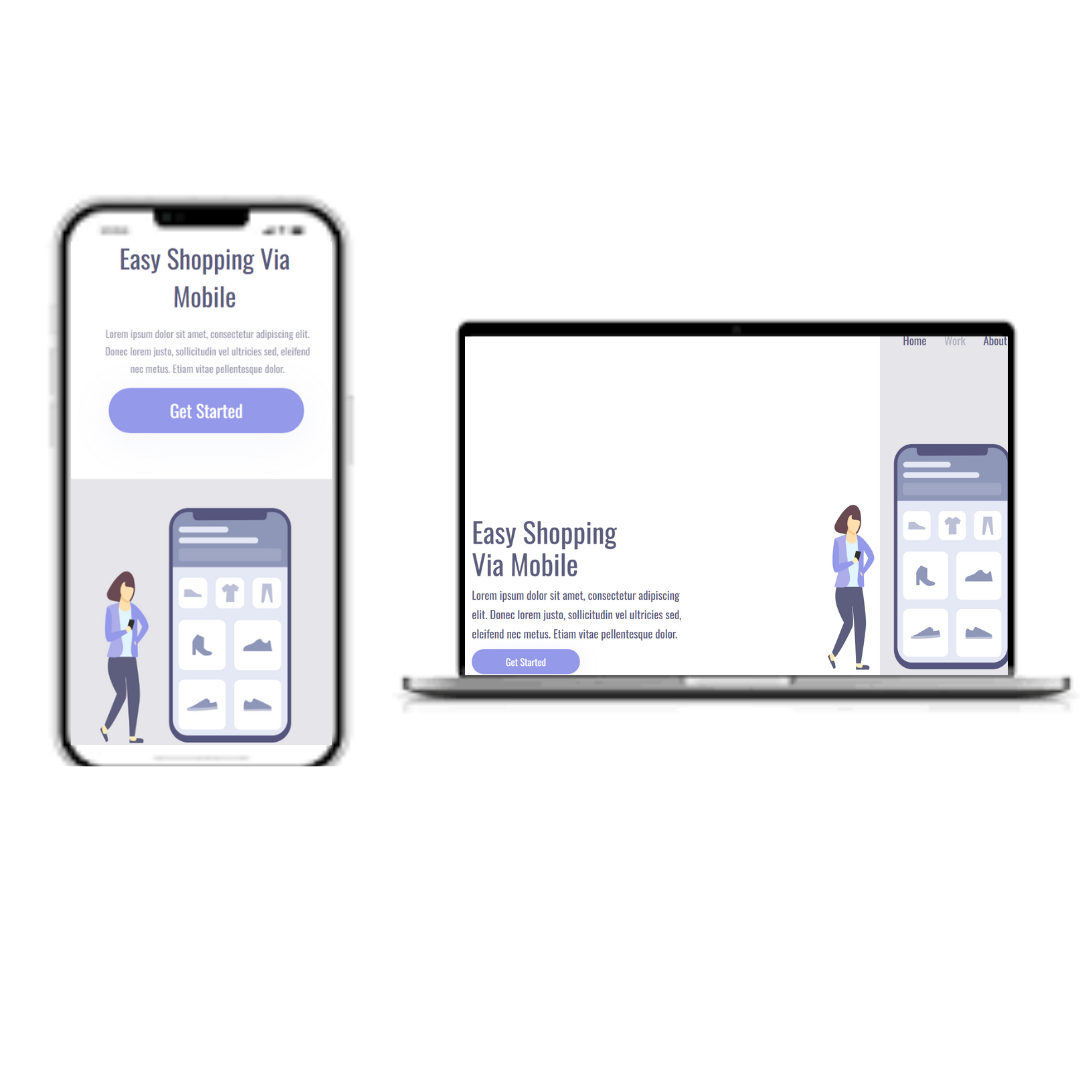 Easy Shopping Via
Mobile
Lorem ipsum dolor sit amet, consectetur adipiscing elit.
Donec lorem justo, sollicitudin vel ultricies sed, eleifend
nec metus. Etiam vitae pellentesque dolor.
Get Started
Home Work About
Easy Shopping
Via Mobile
Lorem ipsum dolor sit amet, consectetur adipiscing
elit. Donec lorem justo, sollicitudin vel ultricies sed,
eleifend nec metus. Etiam vitae pellentesque dolor.
Get Started